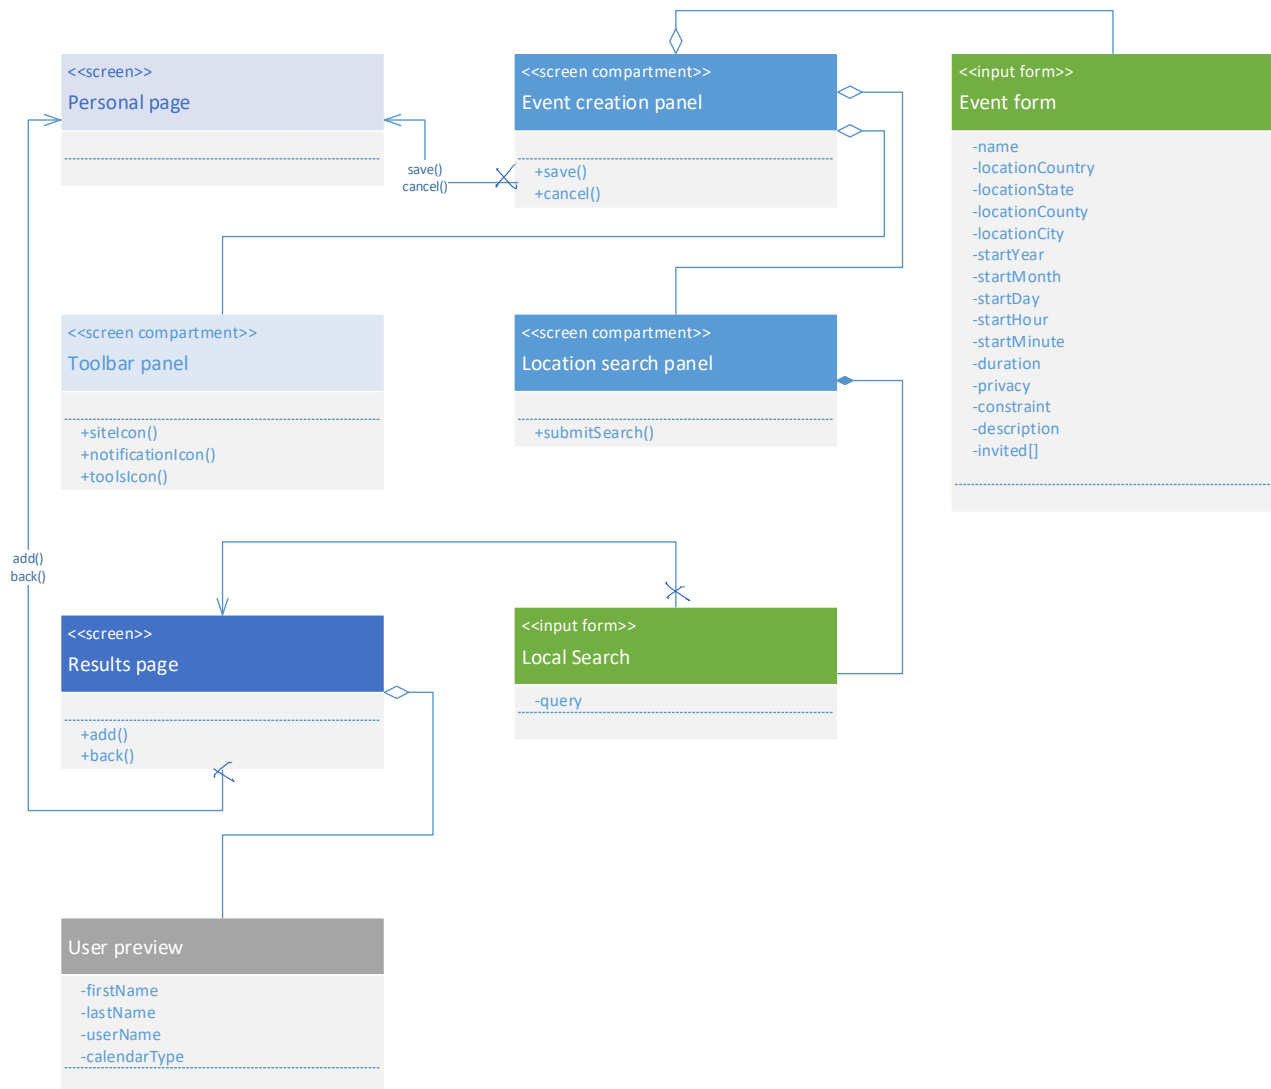 <<screen>>
Personal page
<<screen compartment>>
Event creation panel
+save()
+cancel()
<<input form>>
Event form
-name
-locationCountry
-locationState
-locationCounty
-locationCity
-startYear
-startMonth
-startDay
-startHour
-startMinute
-duration
-privacy
-constraint
-description
-invited[]
save()
cancel()
<<screen compartment>>
Toolbar panel
+siteIcon()
+notificationIcon()
+toolsIcon()
<<screen compartment>>
Location search panel
+submitSearch()
add()
back()
<<screen>>
Results page
+add()
+back()
<<input form>>
Local Search
-query
User preview
-firstName
-lastName
-userName
-calendarType